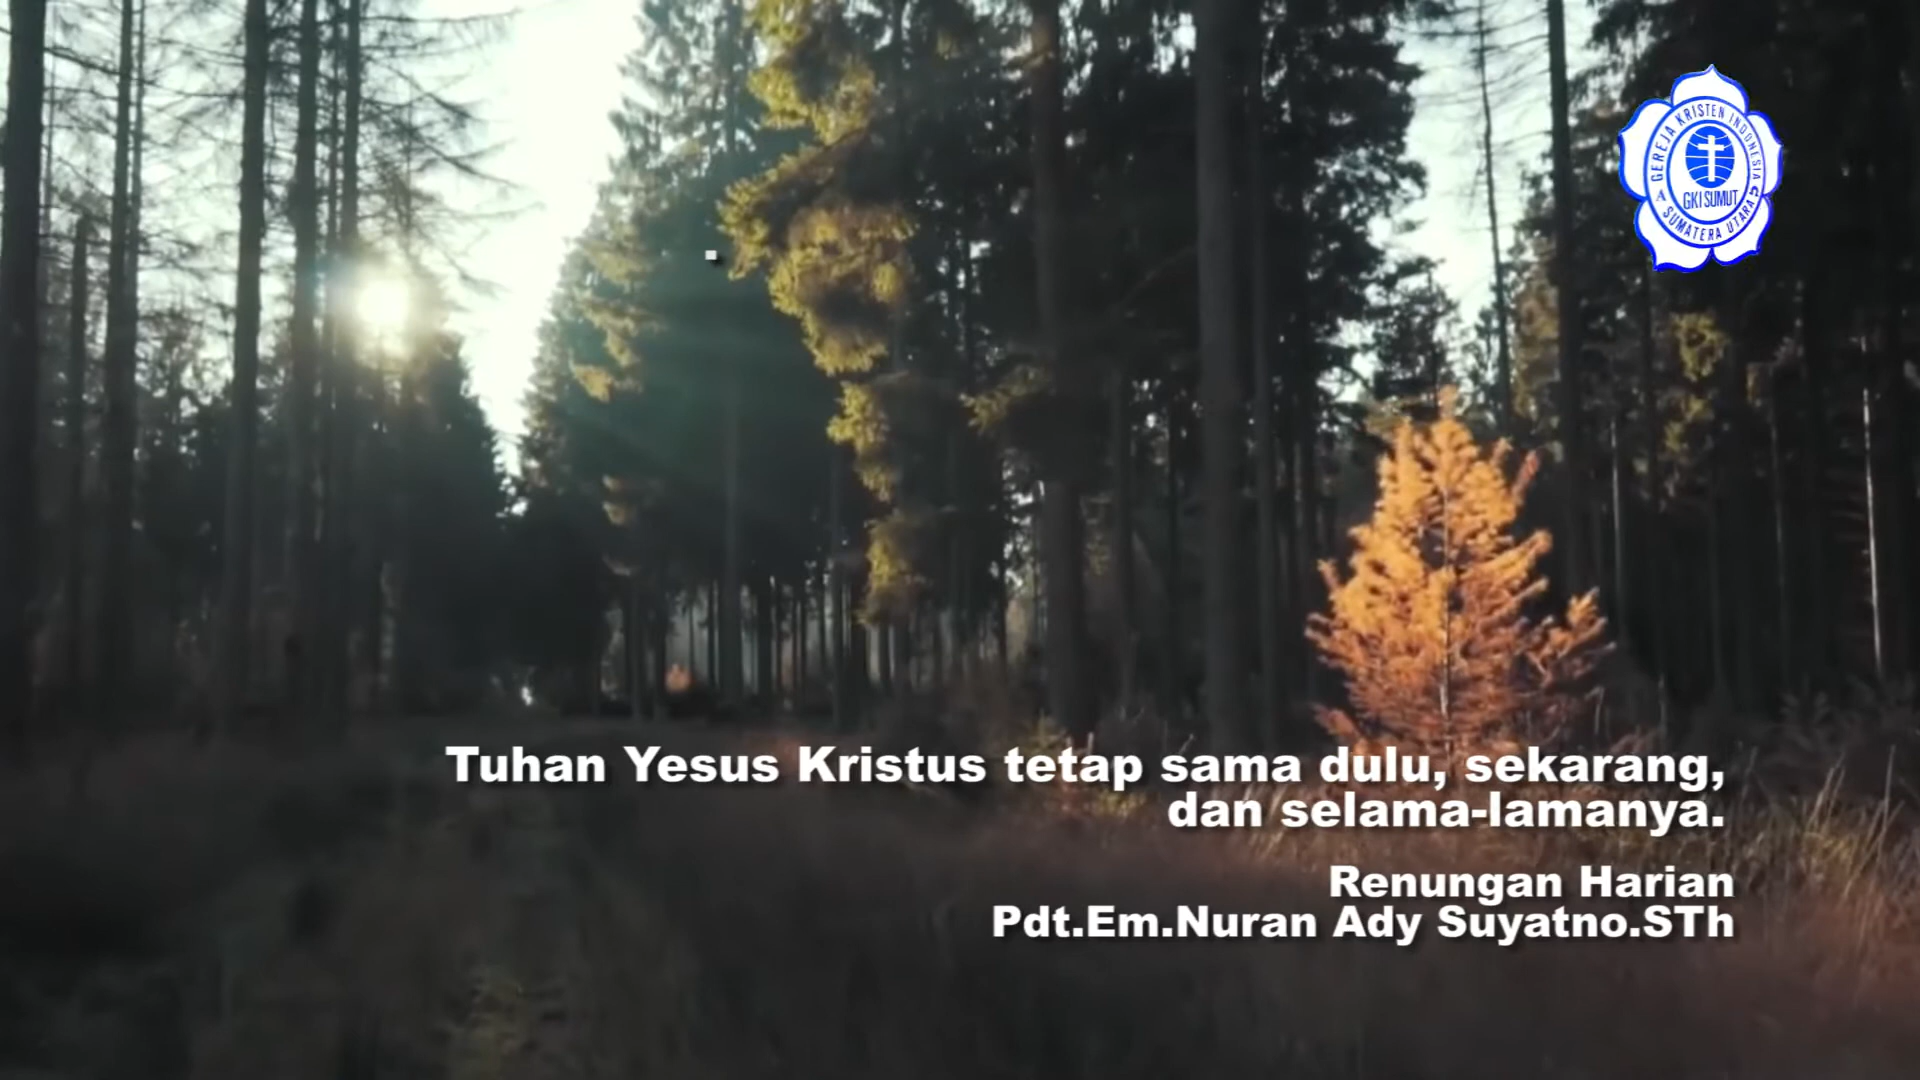 GEREJA KRISTEN INDONESIA
GKI SUMUT
SUMATERA UTARA
Tuhan Yesus Kristus tetap sama dulu, sekarang,
dan selama-lamanya.
Renungan Harian
Pdt.Em.Nuran Ady Suyatno.STh